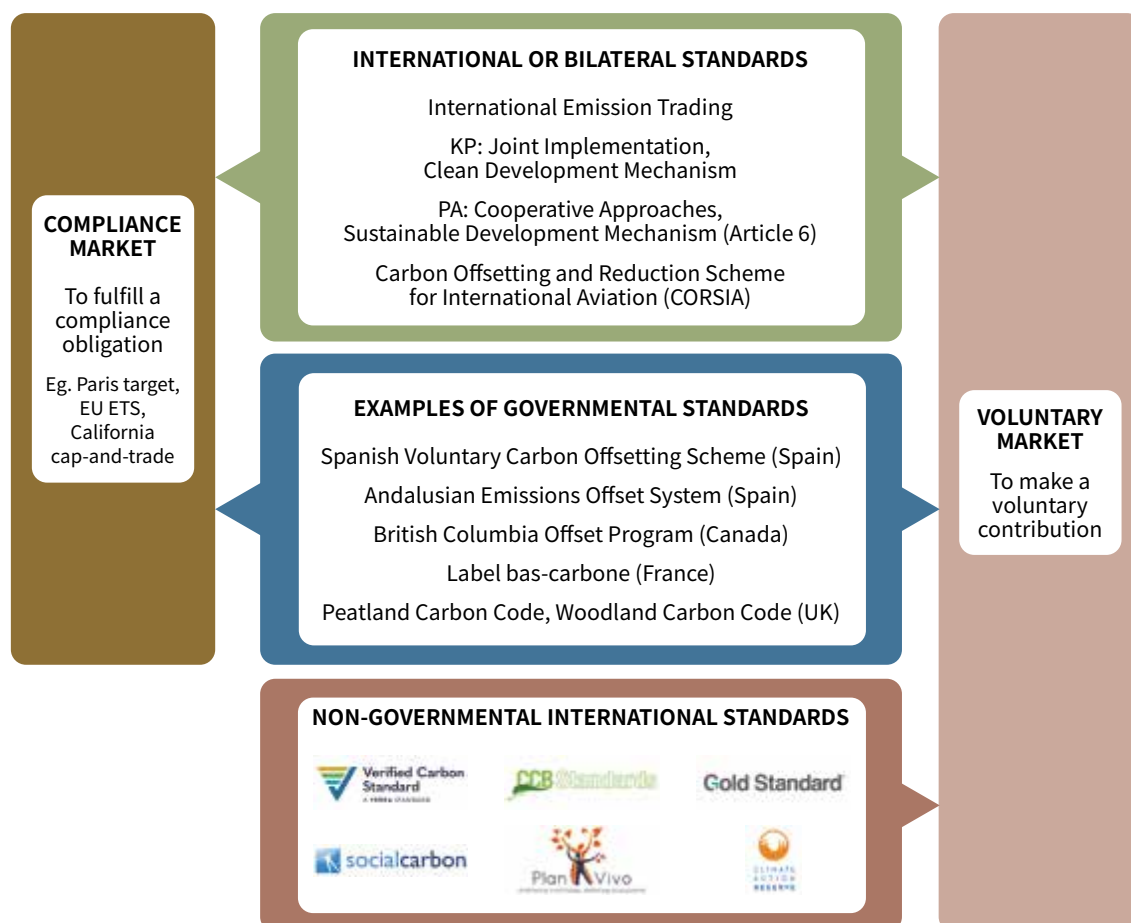 COMPLIANCE
MARKET
To fulfill a
compliance
obligation
Eg. Paris target,
EU ETS,
California
cap-and-trade
INTERNATIONAL OR BILATERAL STANDARDS
International Emission Trading
KP: Joint Implementation,
Clean Development Mechanism
PA: Cooperative Approaches,
Sustainable Development Mechanism (Article 6)
Carbon Offsetting and Reduction Scheme
for International Aviation (CORSIA)
EXAMPLES OF GOVERNMENTAL STANDARDS
Spanish Voluntary Carbon Offsetting Scheme (Spain)
Andalusian Emissions Offset System (Spain)
British Columbia Offset Program (Canada)
Label bas-carbone (France)
Peatland Carbon Code, Woodland Carbon Code (UK)
NON-GOVERNMENTAL INTERNATIONAL STANDARDS
Verified Carbon
Standard
A VERRA STANDARD
CCB Standards
Gold Standard
socialcarbon
Plan Vivo
CLIMATE
ACTION
RESERVE
VOLUNTARY
MARKET
To make a
voluntary
contribution